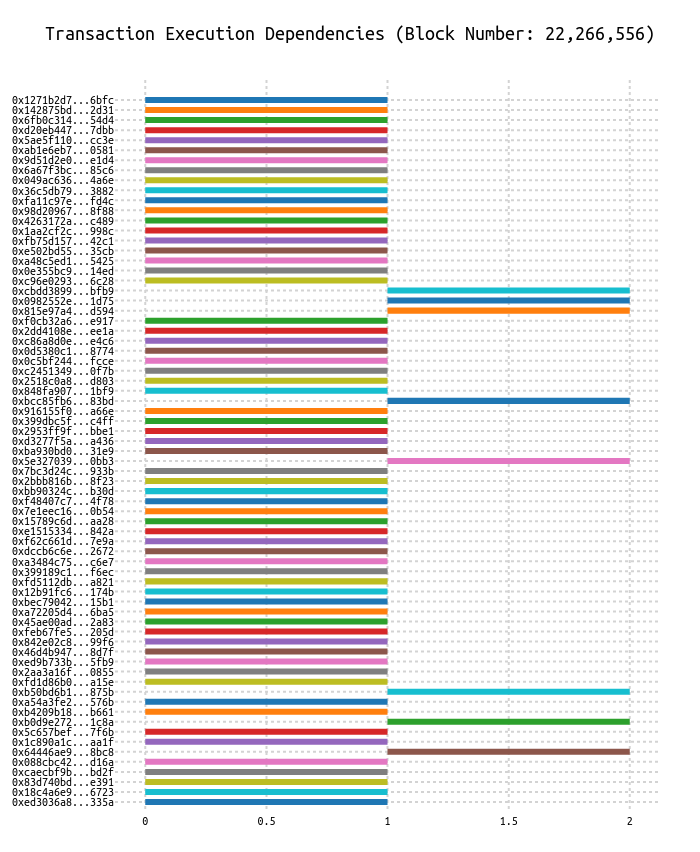 Transaction Execution Dependencies (Block Number: 22,266,556)
0x1271b2d7...6bfc
0x142875bd...2d31
0x6fb0c314...54d4
0xd20eb447...7dbb
0x5ae5f110...cc3e
0xab1e6eb7...0581
0x9d51d2e0...e1d4
0x6a67f3bc...85c6
0x049ac636...4a6e
0x36c5db79...3882
0xfa11c97e...fd4c
0x98d20967...8f88
0x4263172a...c489
0x1aa2cf2c...998c
0xfb75d157...42c1
0xe502bd55...35cb
0xa48c5ed1...5425
0x0e355bc9...14ed
0xc96e0293...6c28
0xcbdd3899...bfb9
0x0982552e...1d75
0x815e97a4...d594
0xf0cb32a6...e917
0x2dd4108e...ee1a
0xc86a8d0e...e4c6
0x0d5380c1...8774
0x0c5bf244...fcce
0xc2451349...0f7b
0x2518c0a8...d803
0x848fa907...1bf9
0xbcc85fb6...83bd
0x916155f0...a66e
0x399dbc5f...c4ff
0x2953ff9f...bbe1
0xd3277f5a...a436
0xba930bd0...31e9
0x5e327039...0bb3
0x7bc3d24c...933b
0x2bbb816b...8f23
0xbb90324c...b30d
0xf48407c7...4f78
0x7e1eec16...0b54
0x15789c6d...aa28
0xe1515334...842a
0xf62c661d...7e9a
0xdccb6c6e...2672
0xa3484c75...c6e7
0x399189c1...f6ec
0xfd5112db...a821
0x12b91fc6...174b
0xbec79042...15b1
0xa72205d4...6ba5
0x45ae00ad...2a83
0xfeb67fe5...205d
0x842e02c8...99f6
0x46d4b947...8d7f
0xed9b733b...5fb9
0x2aa3a16f...0855
0xfd1d86b0...a15e
0xb50bd6b1...875b
0xa54a3fe2...576b
0xb4209b18...b661
0xb0d9e272...1c8a
0x5c657bef...7f6b
0x1c890a1c...aa1f
0x64446ae9...8bc8
0x088cbc42...d16a
0xcaecbf9b...bd2f
0x83d740bd...e391
0x18c4a6e9...6723
0xed3036a8...335a
0 0.5 1 1.5 2